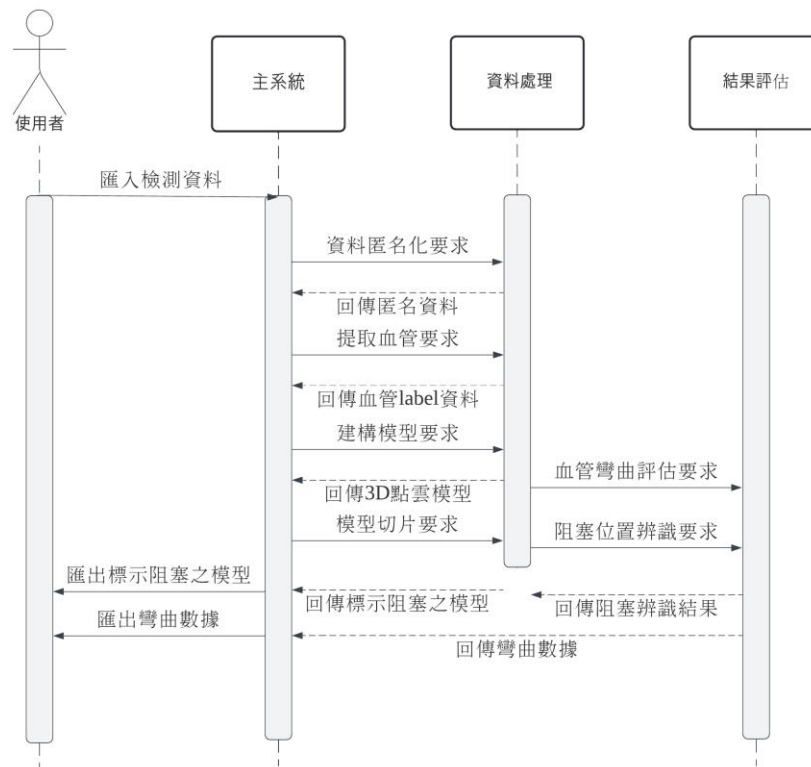 主系統
資料處理
結果評估
使用者
匯入檢測資料
資料匿名化要求
回傳匿名資料
提取血管要求
回傳血管label資料
建構模型要求
血管彎曲評估要求
回傳3D點雲模型
模型切片要求
阻塞位置辨識要求
匯出標示阻塞之模型
回傳標示阻塞之模型
回傳阻塞辨識結果
匯出彎曲數據
回傳彎曲數據